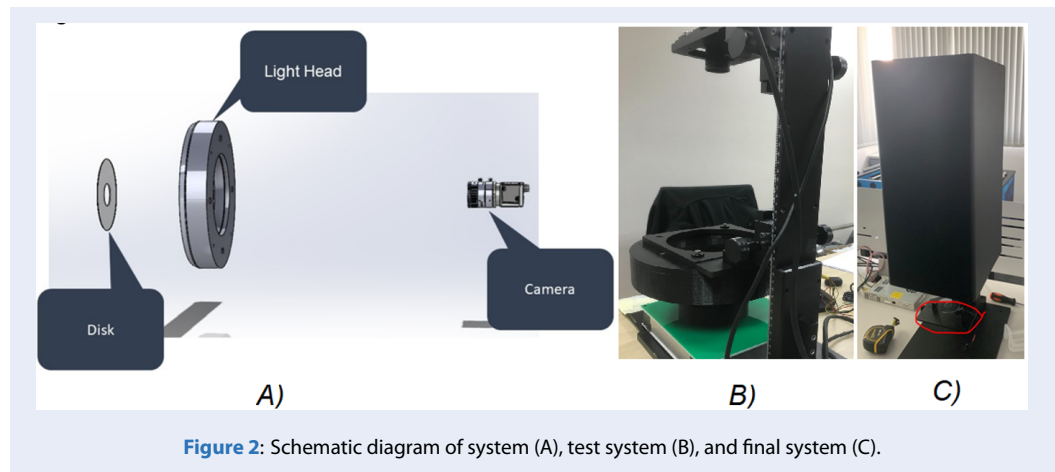 Light Head
Camera
Disk
A)
B)
C)
Figure 2: Schematic diagram of system (A), test system (B), and final system (C).